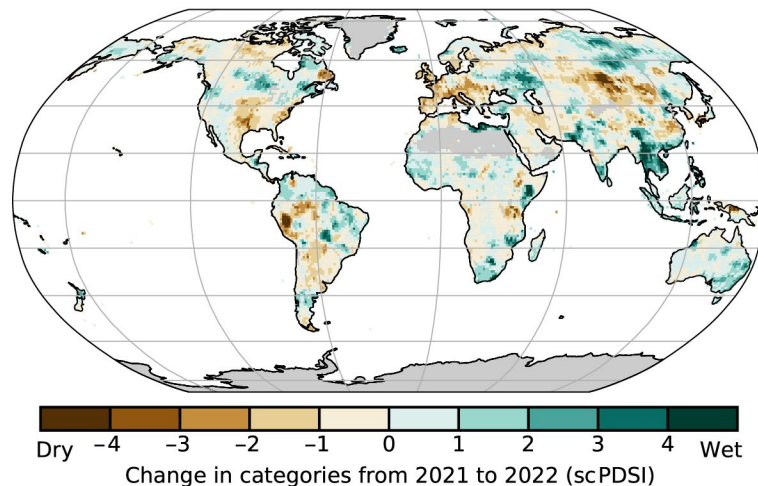 Dry −4 −3 −2 −1 0 1 2 3 4 Wet
Change in categories from 2021 to 2022 (scPDSI)